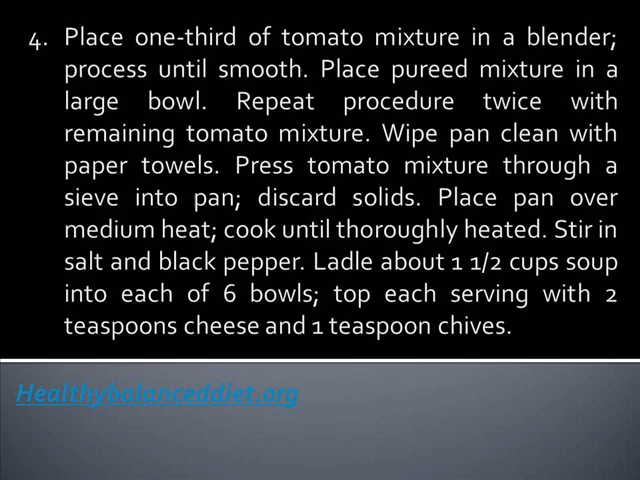 4. Place one-third of tomato mixture in a blender;
process until smooth. Place pureed mixture in a
large bowl. Repeat procedure twice with
remaining tomato mixture. Wipe pan clean with
paper towels. Press tomato mixture through a
sieve into pan; discard solids. Place pan over
medium heat; cook until thoroughly heated. Stir in
salt and black pepper. Ladle about 1 1/2 cups soup
into each of 6 bowls; top each serving with 2
teaspoons cheese and 1 teaspoon chives.
Healthybalanceddiet.org